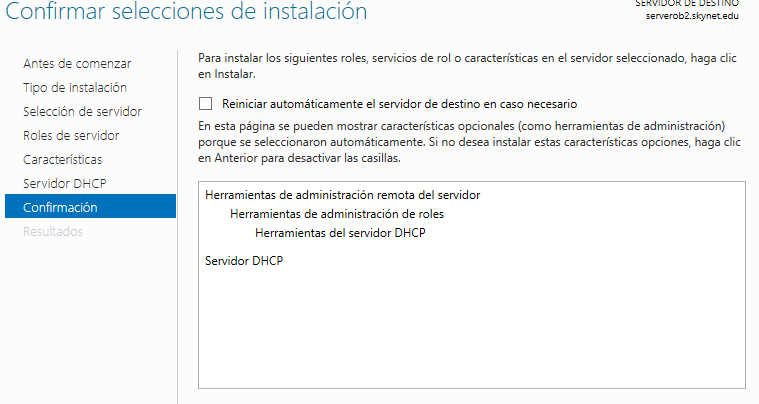 Confirmar selecciones de instalación
SERVIDOR DE DESTINO
serverob2.skynet.edu
Antes de comenzar
Tipo de instalación
Selección de servidor
Roles de servidor
Características
Servidor DHCP
Confirmación
Resultados
Para instalar los siguientes roles, servicios de rol o características en el servidor seleccionado, haga clic
en Instalar.
Reiniciar automáticamente el servidor de destino en caso necesario
En esta página se pueden mostrar características opcionales (como herramientas de administración)
porque se seleccionaron automáticamente. Si no desea instalar estas características opciones, haga clic
en Anterior para desactivar las casillas.
Herramientas de administración remota del servidor
Herramientas de administración de roles
Herramientas del servidor DHCP
Servidor DHCP